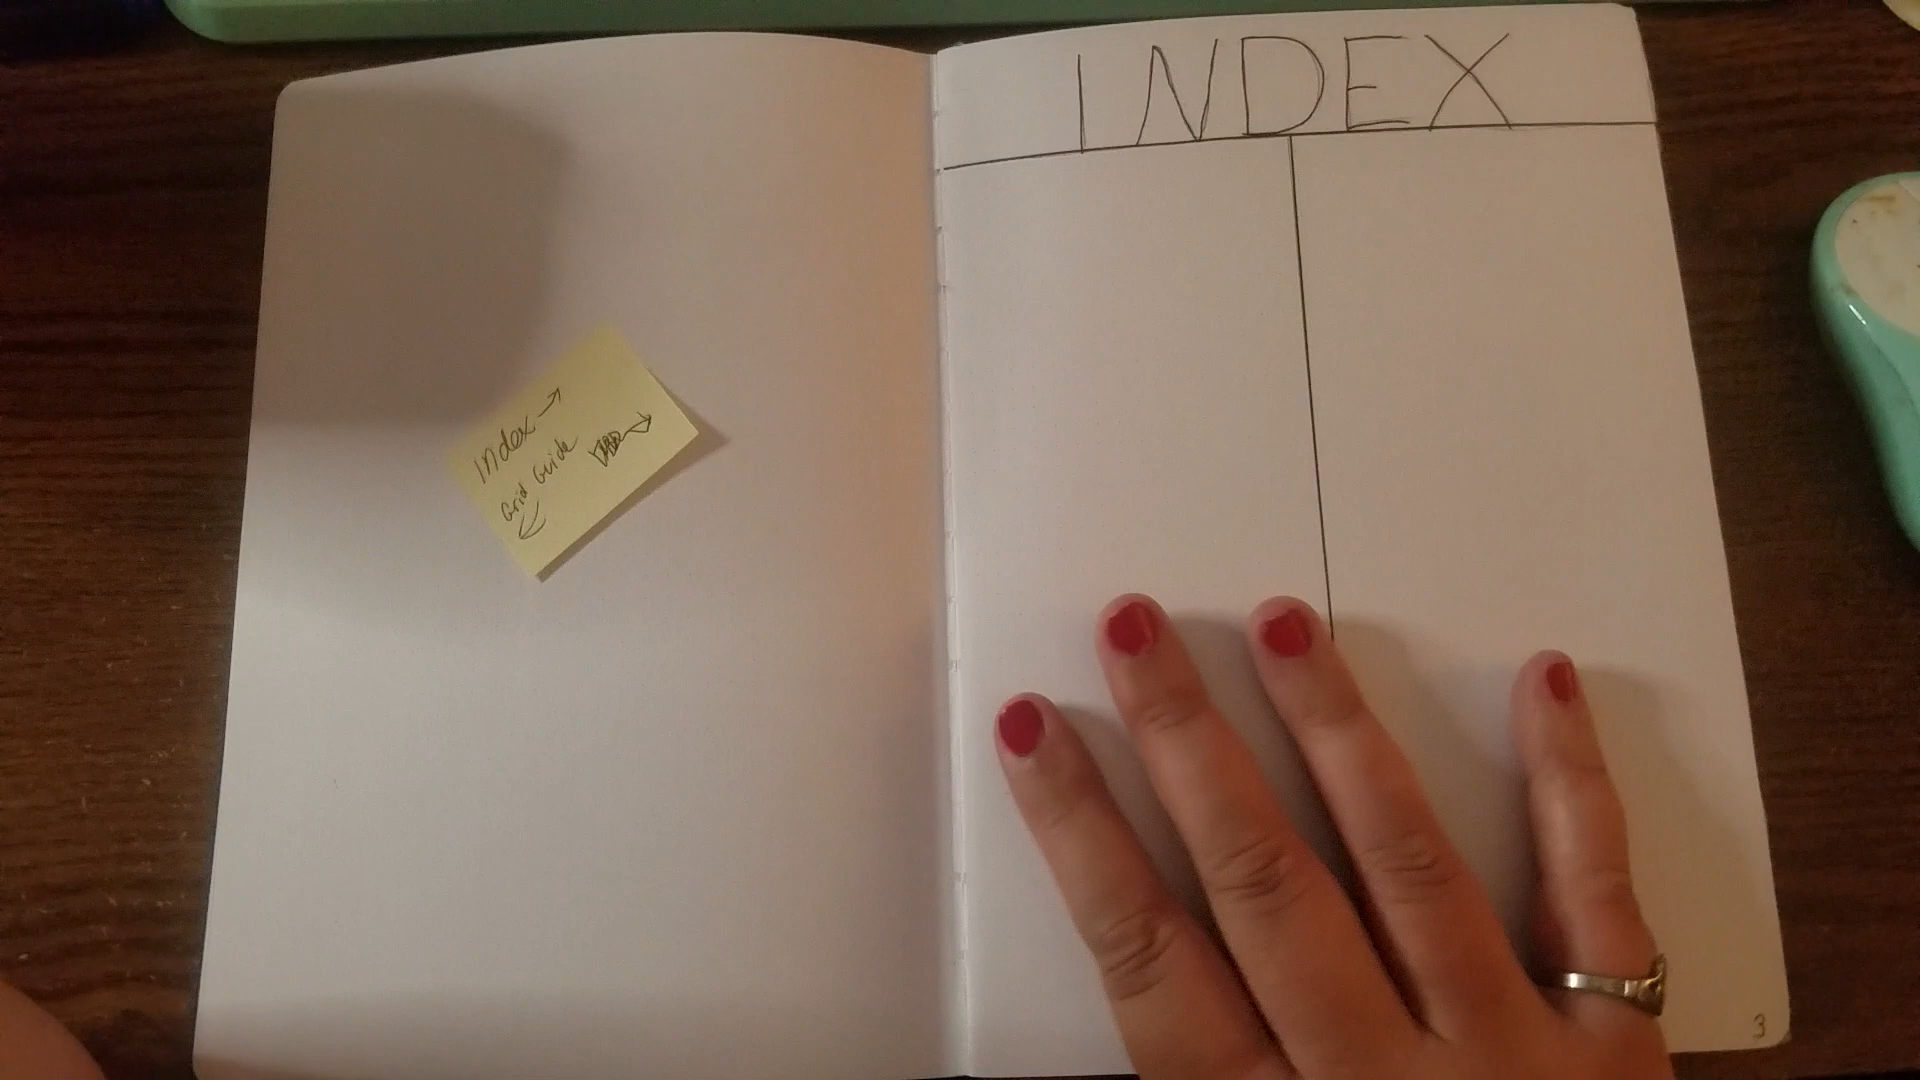 Index →
Grid Guide →
←
INDEX
3